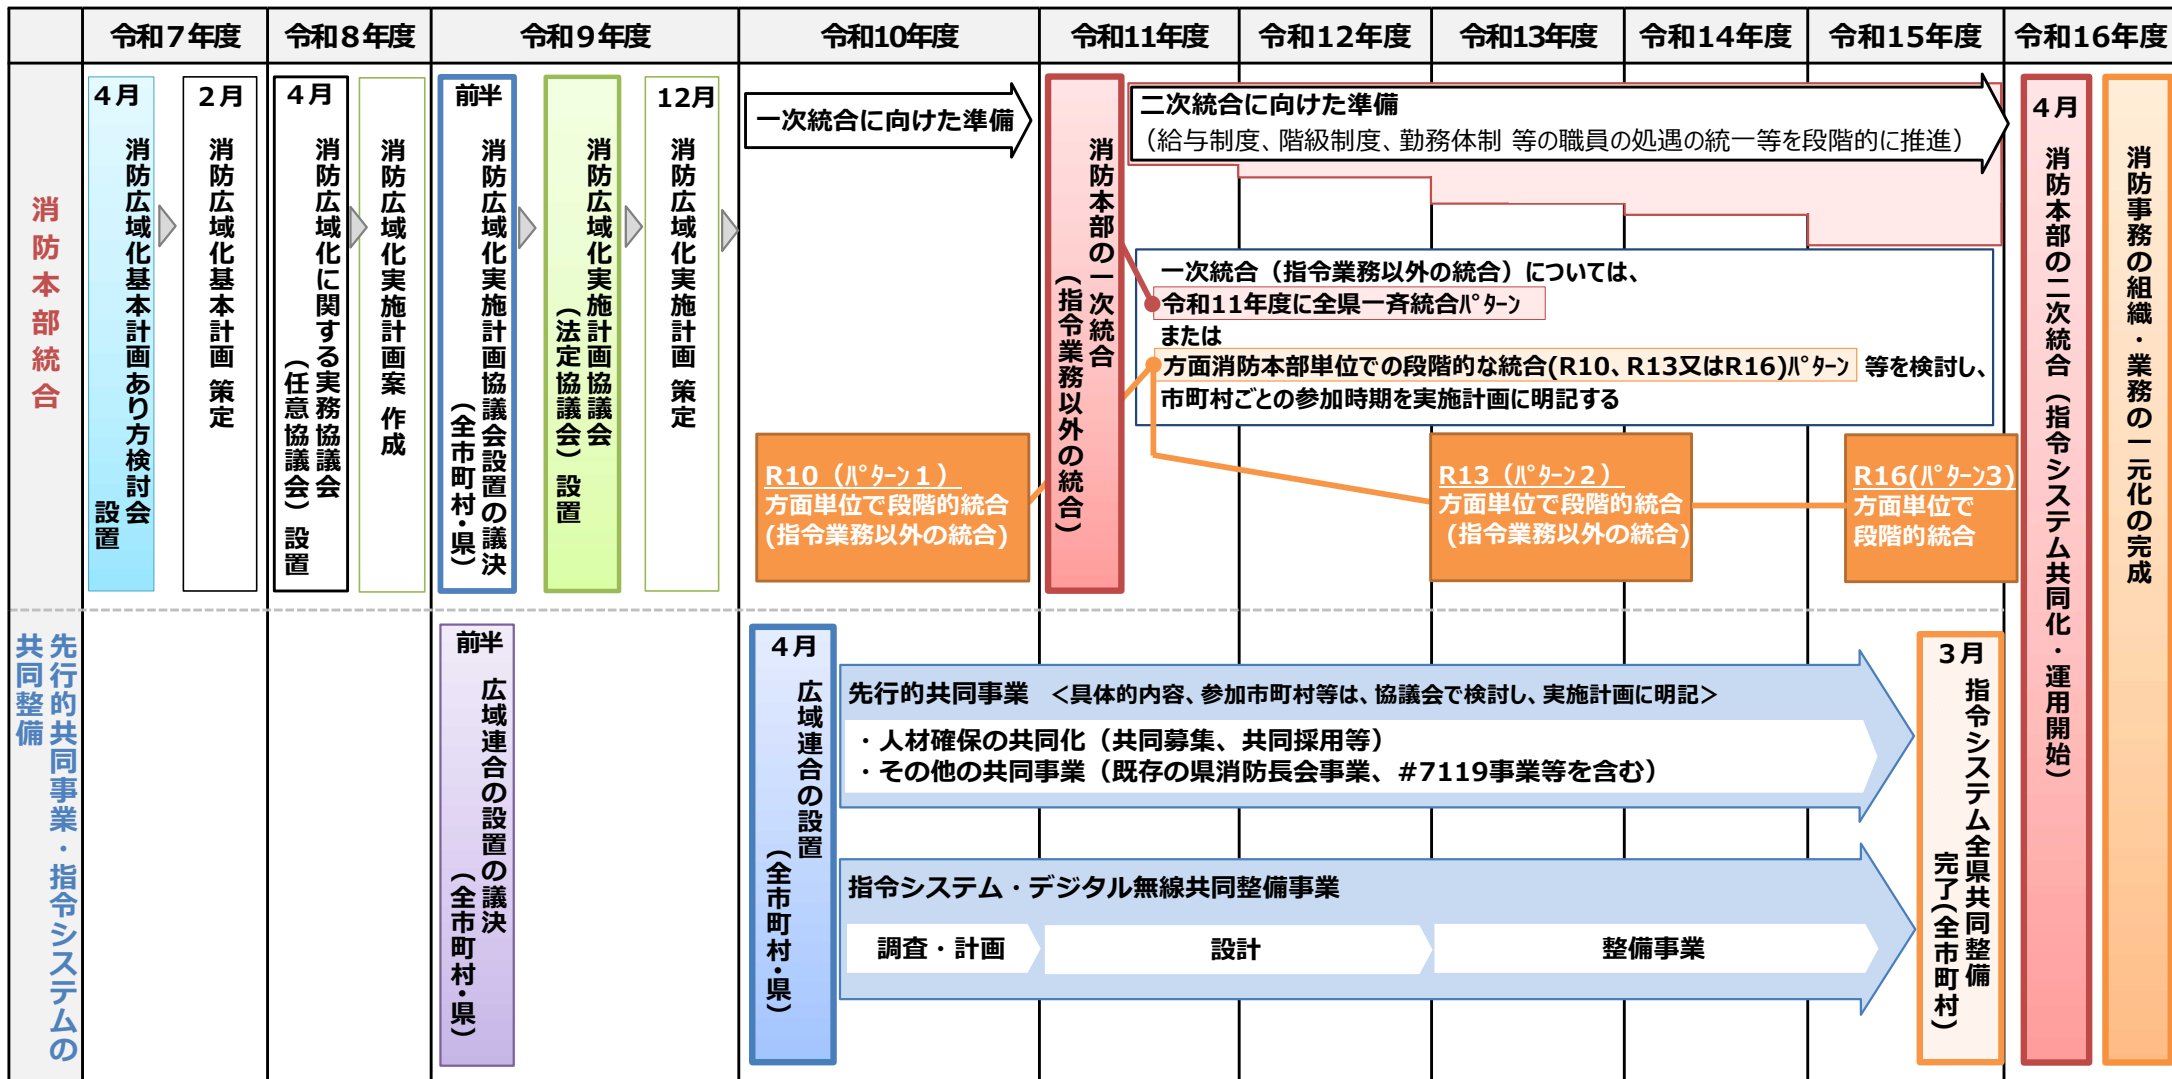 令和７年度
令和８年度
令和９年度
令和10年度
令和11年度
令和12年度
令和13年度
令和14年度
令和15年度
令和16年度
消防本部統合
４月
消防広域化基本計画あり方検討会
設置
２月
消防広域化基本計画 策定
４月
消防広域化に関する実務協議会
（任意協議会）設置
消防広域化実施計画案 作成
前半
消防広域化実施計画協議会設置の議決
（全市町村・県）
消防広域化実施計画協議会
（法定協議会）設置
12月
消防広域化実施計画 策定
一次統合に向けた準備
消防本部の一次統合
（指令業務以外の統合）
二次統合に向けた準備
（給与制度、階級制度、勤務体制 等の職員の処遇の統一等を段階的に推進）
一次統合（指令業務以外の統合）については、
令和11年度に全県一斉統合ﾊﾟﾀｰﾝ
または
方面消防本部単位での段階的な統合(R10、R13又はR16)ﾊﾟﾀｰﾝ 等を検討し、
市町村ごとの参加時期を実施計画に明記する
R10（ﾊﾟﾀｰﾝ１）
方面単位で段階的統合
(指令業務以外の統合)
R13（ﾊﾟﾀｰﾝ２）
方面単位で段階的統合
(指令業務以外の統合)
R16(ﾊﾟﾀｰﾝ3)
方面単位で
段階的統合
４月
消防本部の二次統合（指令システム共同化・運用開始）
消防事務の組織・業務の一元化の完成
先行的共同事業・指令システムの
共同整備
前半
広域連合の設置の議決
（全市町村・県）
４月
広域連合の設置
（全市町村・県）
先行的共同事業 ＜具体的内容、参加市町村等は、協議会で検討し、実施計画に明記＞
・人材確保の共同化（共同募集、共同採用等）
・その他の共同事業（既存の県消防長会事業、#7119事業等を含む）
指令システム・デジタル無線共同整備事業
調査・計画
設計
整備事業
３月
指令システム全県共同整備
完了(全市町村)